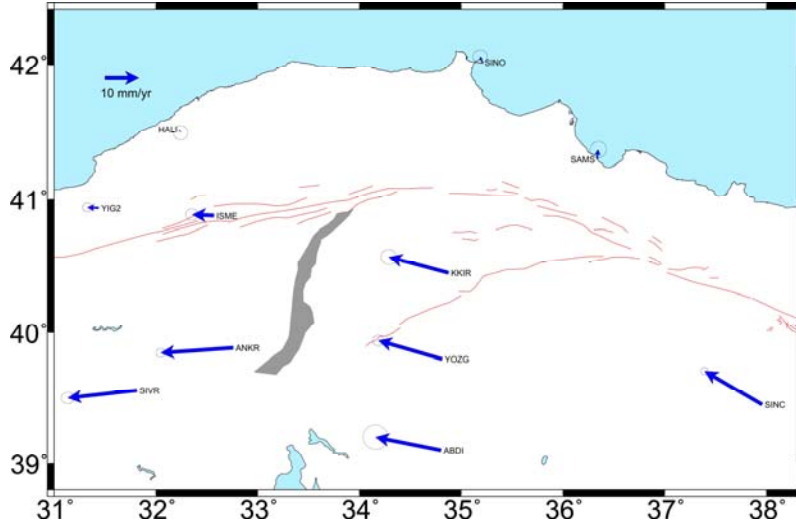 42°
SINO
10 mm/yr
HALI
SAMS
41°
YIG2
ISME
KKIR
40°
ANKR
YOZG
SIVR
SINC
ABDI
39°
31° 32° 33° 34° 35° 36° 37° 38°